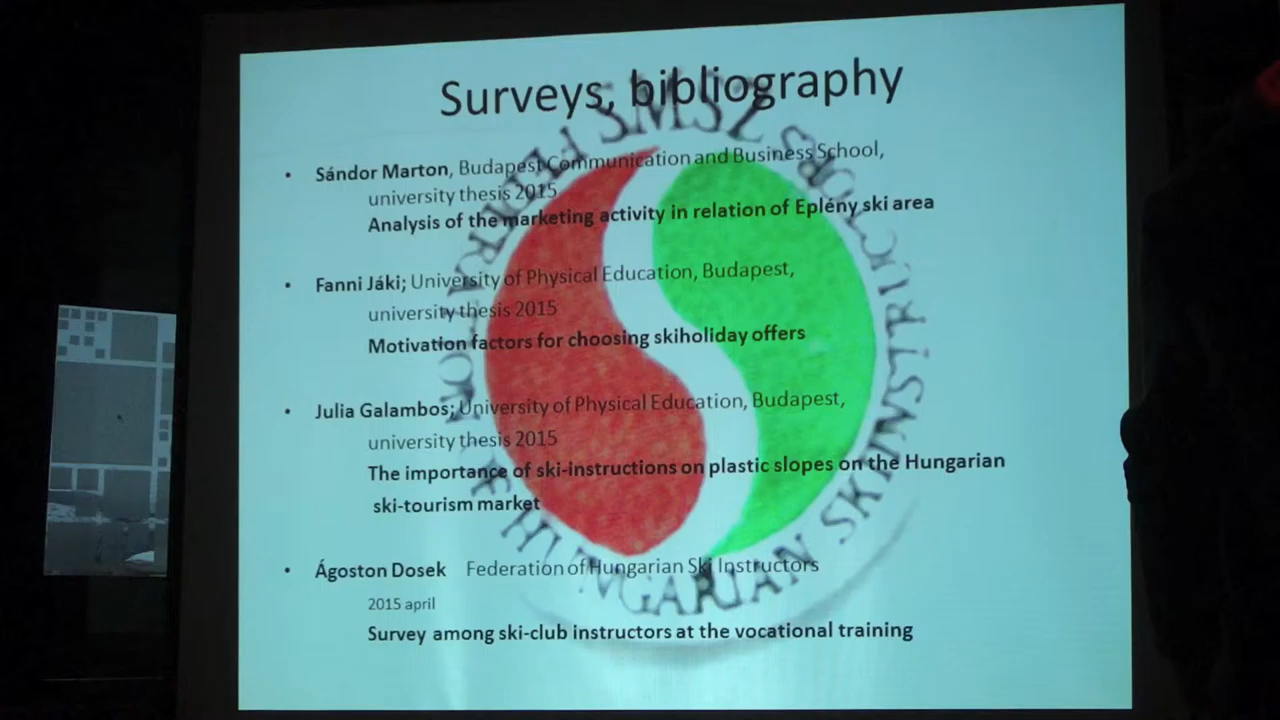 Surveys, bibliography
• Sándor Marton, Budapest Communication and Business School,
university thesis 2015
Analysis of the marketing activity in relation of Eplény ski area
• Fanni Jáki; University of Physical Education, Budapest,
university thesis 2015
Motivation factors for choosing skiholiday offers
• Julia Galambos; University of Physical Education, Budapest,
university thesis 2015
The importance of ski-instructions on plastic slopes on the Hungarian
ski-tourism market
• Ágoston Dosek Federation of Hungarian Ski Instructors
2015 april
Survey among ski-club instructors at the vocational training
HUNGARIAN